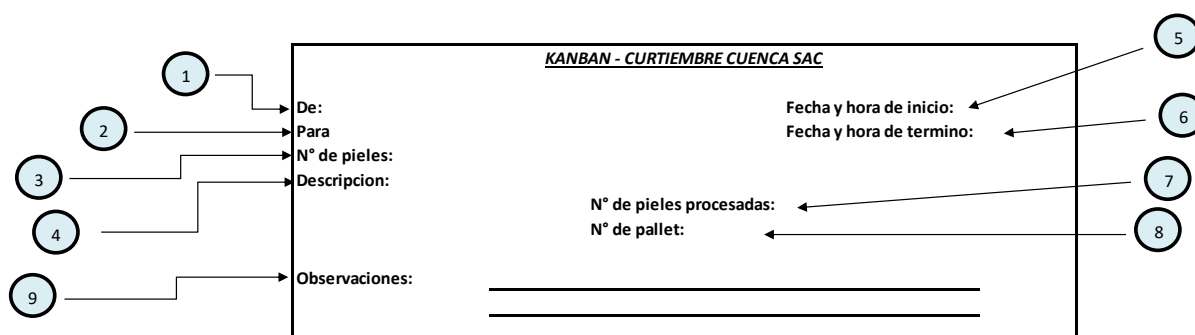 KANBAN - CURTIEMBRE CUENCA SAC
5
1
De:
Fecha y hora de inicio:
2
Para
Fecha y hora de termino:
6
N° de pieles:
3
Descripcion:
7
N° de pieles procesadas:
4
N° de pallet:
8
Observaciones:
9